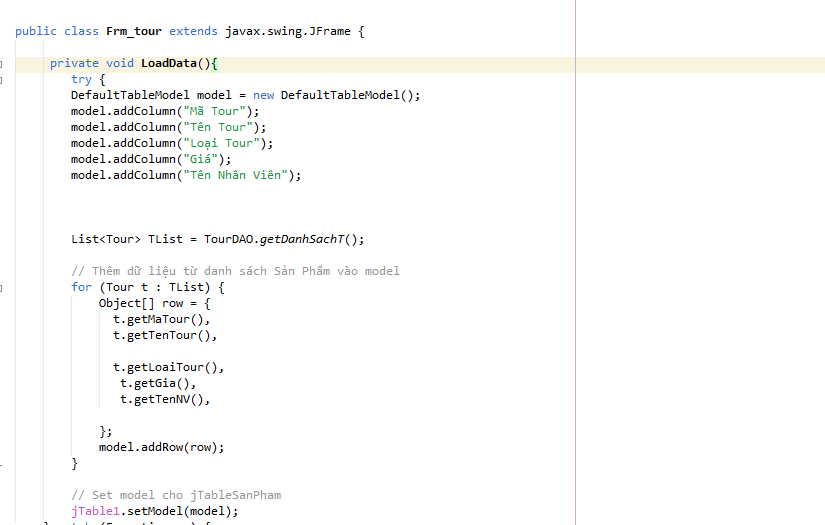 public class Frm_tour extends javax.swing.JFrame {
private void LoadData(){
try {
DefaultTableModel model = new DefaultTableModel();
model.addColumn("Mã Tour");
model.addColumn("Tên Tour");
model.addColumn("Loại Tour");
model.addColumn("Giá");
model.addColumn("Tên Nhân Viên");
List<Tour> TList = TourDAO.getDanhSachT();
// Thêm dữ liệu từ danh sách Sản Phẩm vào model
for (Tour t : TList) {
Object[] row = {
t.getMaTour(),
t.getTenTour(),
t.getLoaiTour(),
t.getGia(),
t.getTenNV(),
};
model.addRow(row);
}
// Set model cho jTableSanPham
jTable1.setModel(model);